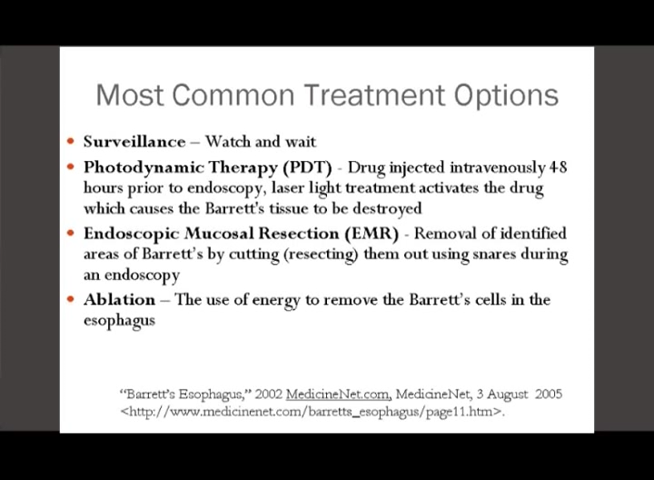 Most Common Treatment Options
• Surveillance – Watch and wait
• Photodynamic Therapy (PDT) - Drug injected intravenously 48
hours prior to endoscopy, laser light treatment activates the drug
which causes the Barrett's tissue to be destroyed
• Endoscopic Mucosal Resection (EMR) - Removal of identified
areas of Barrett's by cutting (resecting) them out using snares during
an endoscopy
• Ablation – The use of energy to remove the Barrett's cells in the
esophagus
“Barrett's Esophagus,” 2002 MedicineNet.com, MedicineNet, 3 August 2005
<http://www.medicinenet.com/barretts_esophagus/page11.htm>.